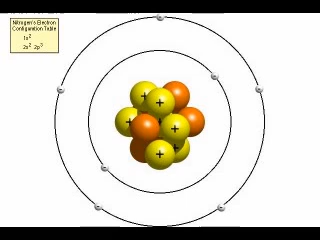 Nitrogen's Electron
Configuration Table
1s²
2s² 2p³
+
+
+
+
+
+